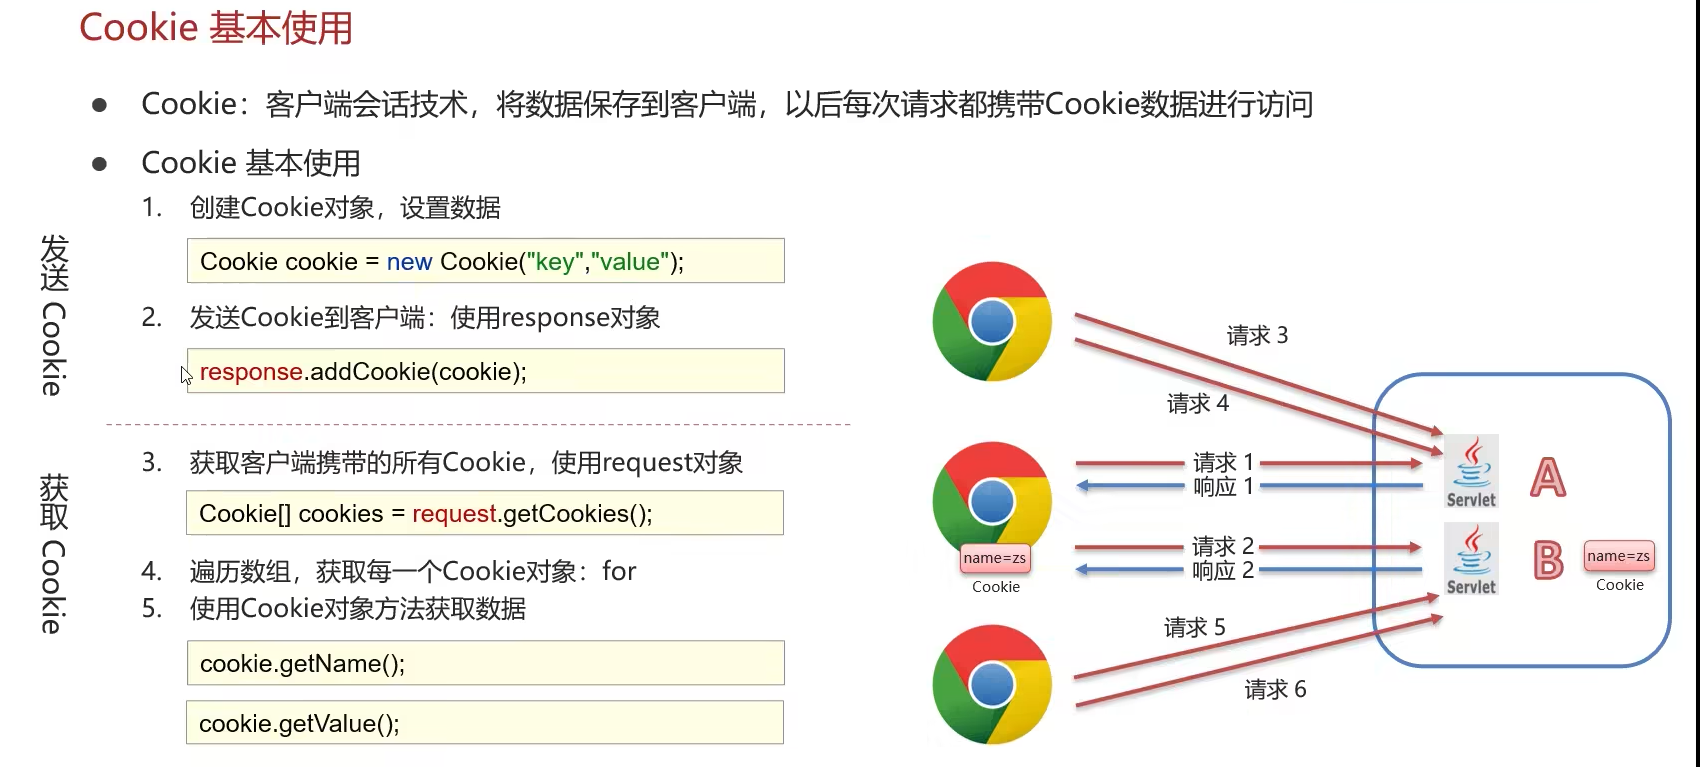 Cookie 基本使用
● Cookie：客户端会话技术，将数据保存到客户端，以后每次请求都携带Cookie数据进行访问
● Cookie 基本使用
发送 Cookie
1. 创建Cookie对象，设置数据
Cookie cookie = new Cookie("key","value");
2. 发送Cookie到客户端：使用response对象
response.addCookie(cookie);
获取 Cookie
3. 获取客户端携带的所有Cookie，使用request对象
Cookie[] cookies = request.getCookies();
4. 遍历数组，获取每一个Cookie对象：for
5. 使用Cookie对象方法获取数据
cookie.getName();
cookie.getValue();
请求 3
请求 4
请求 1
响应 1
请求 2
响应 2
name=zs
Cookie
请求 5
请求 6
Servlet
A
Servlet
B
name=zs
Cookie